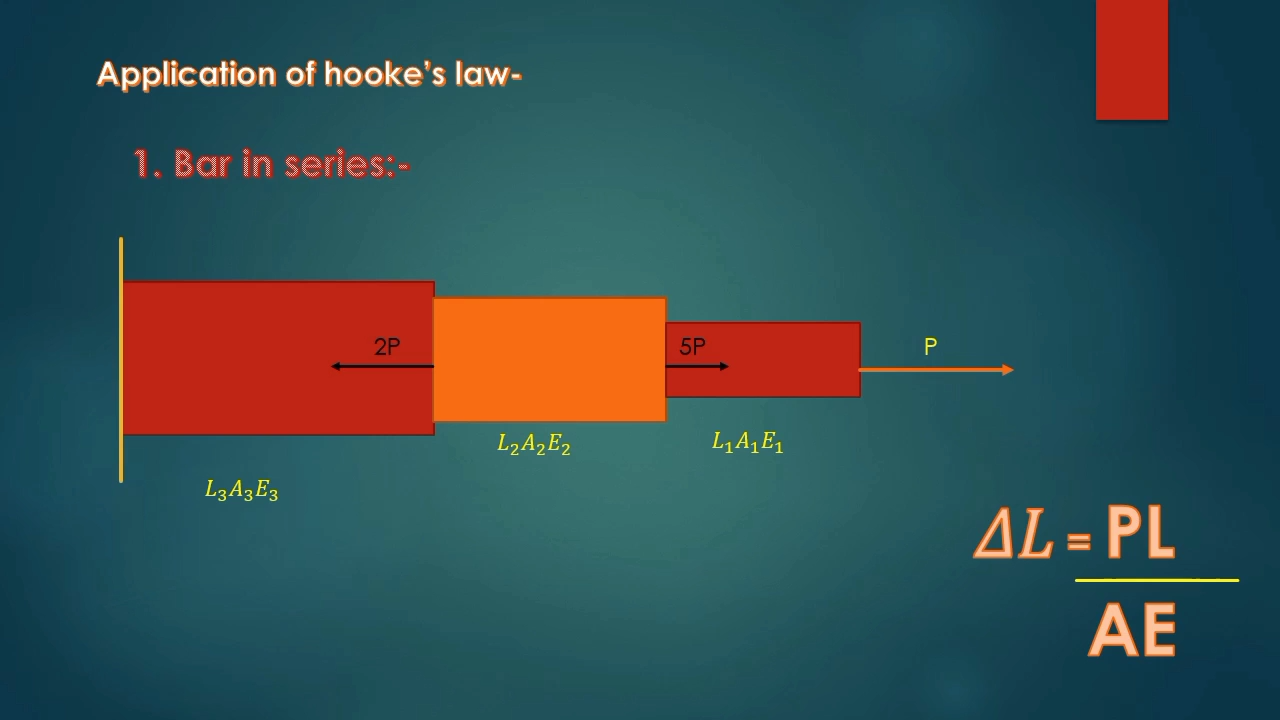 Application of hooke's law-
1. Bar in series:-
2P
5P
P
L₂A₂E₂
L₁A₁E₁
L₃A₃E₃
ΔL = PL
AE